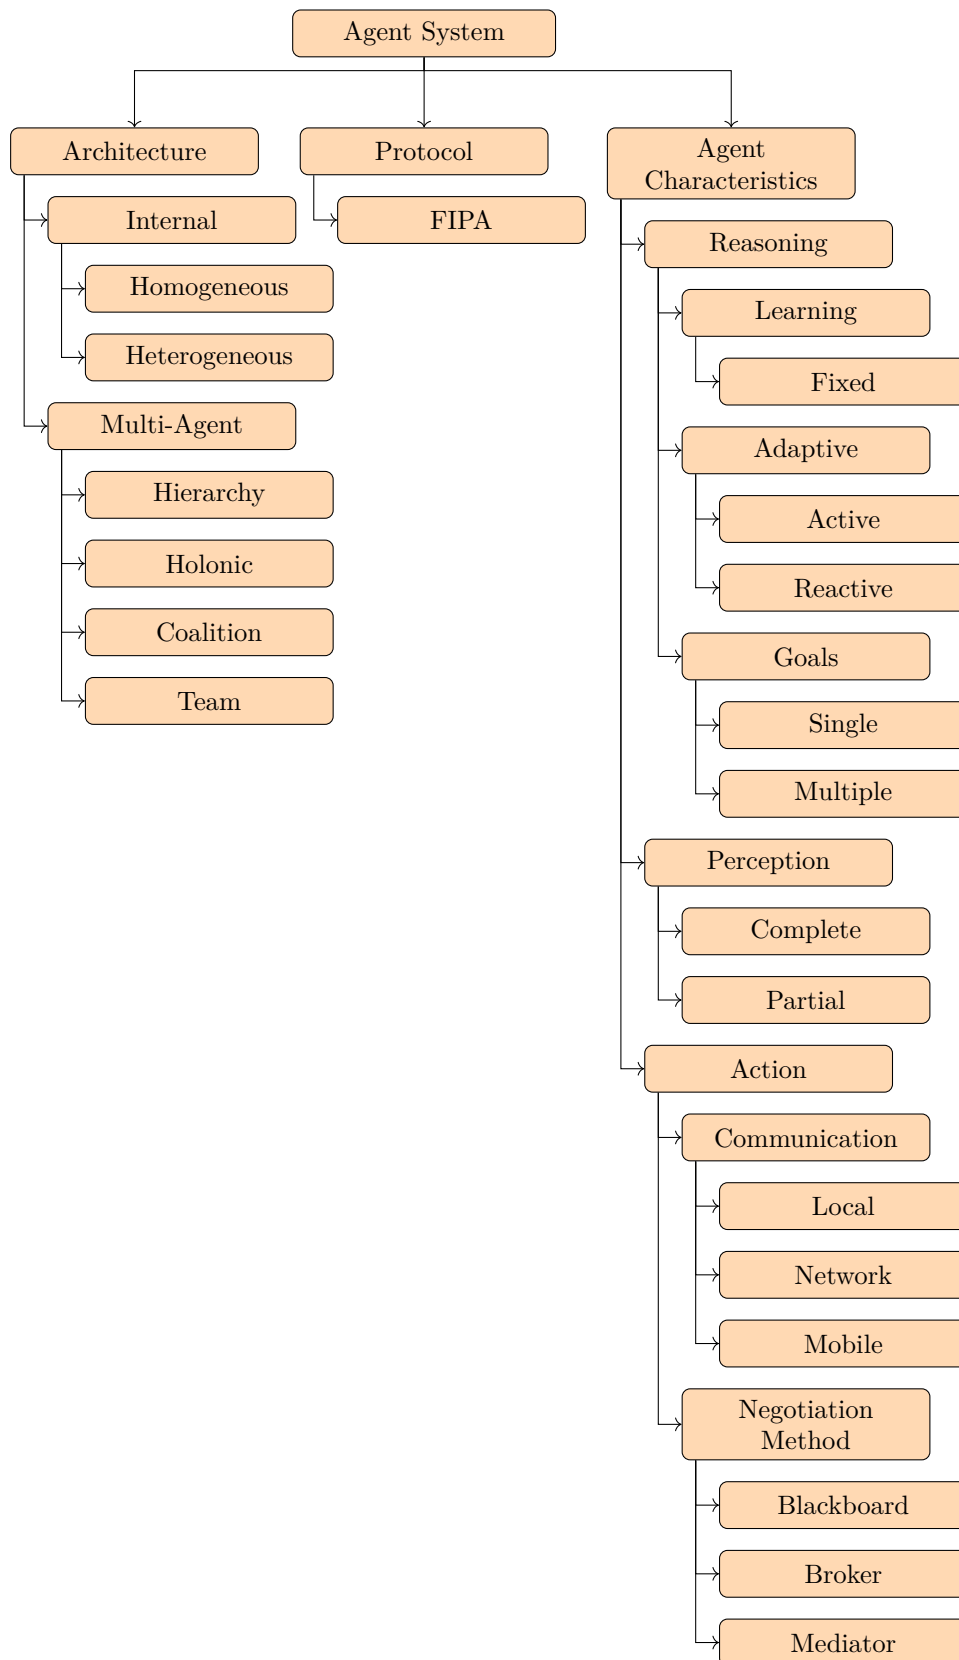 Agent System
Architecture
Internal
Homogeneous
Heterogeneous
Multi-Agent
Hierarchy
Holonic
Coalition
Team
Protocol
FIPA
Agent
Characteristics
Reasoning
Learning
Fixed
Adaptive
Active
Reactive
Goals
Single
Multiple
Perception
Complete
Partial
Action
Communication
Local
Network
Mobile
Negotiation
Method
Blackboard
Broker
Mediator